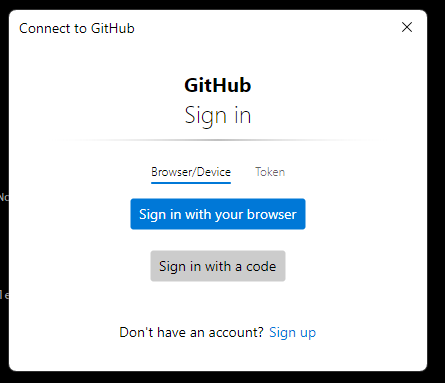 Connect to GitHub
GitHub
Sign in
Browser/Device Token
Sign in with your browser
Sign in with a code
Don't have an account? Sign up